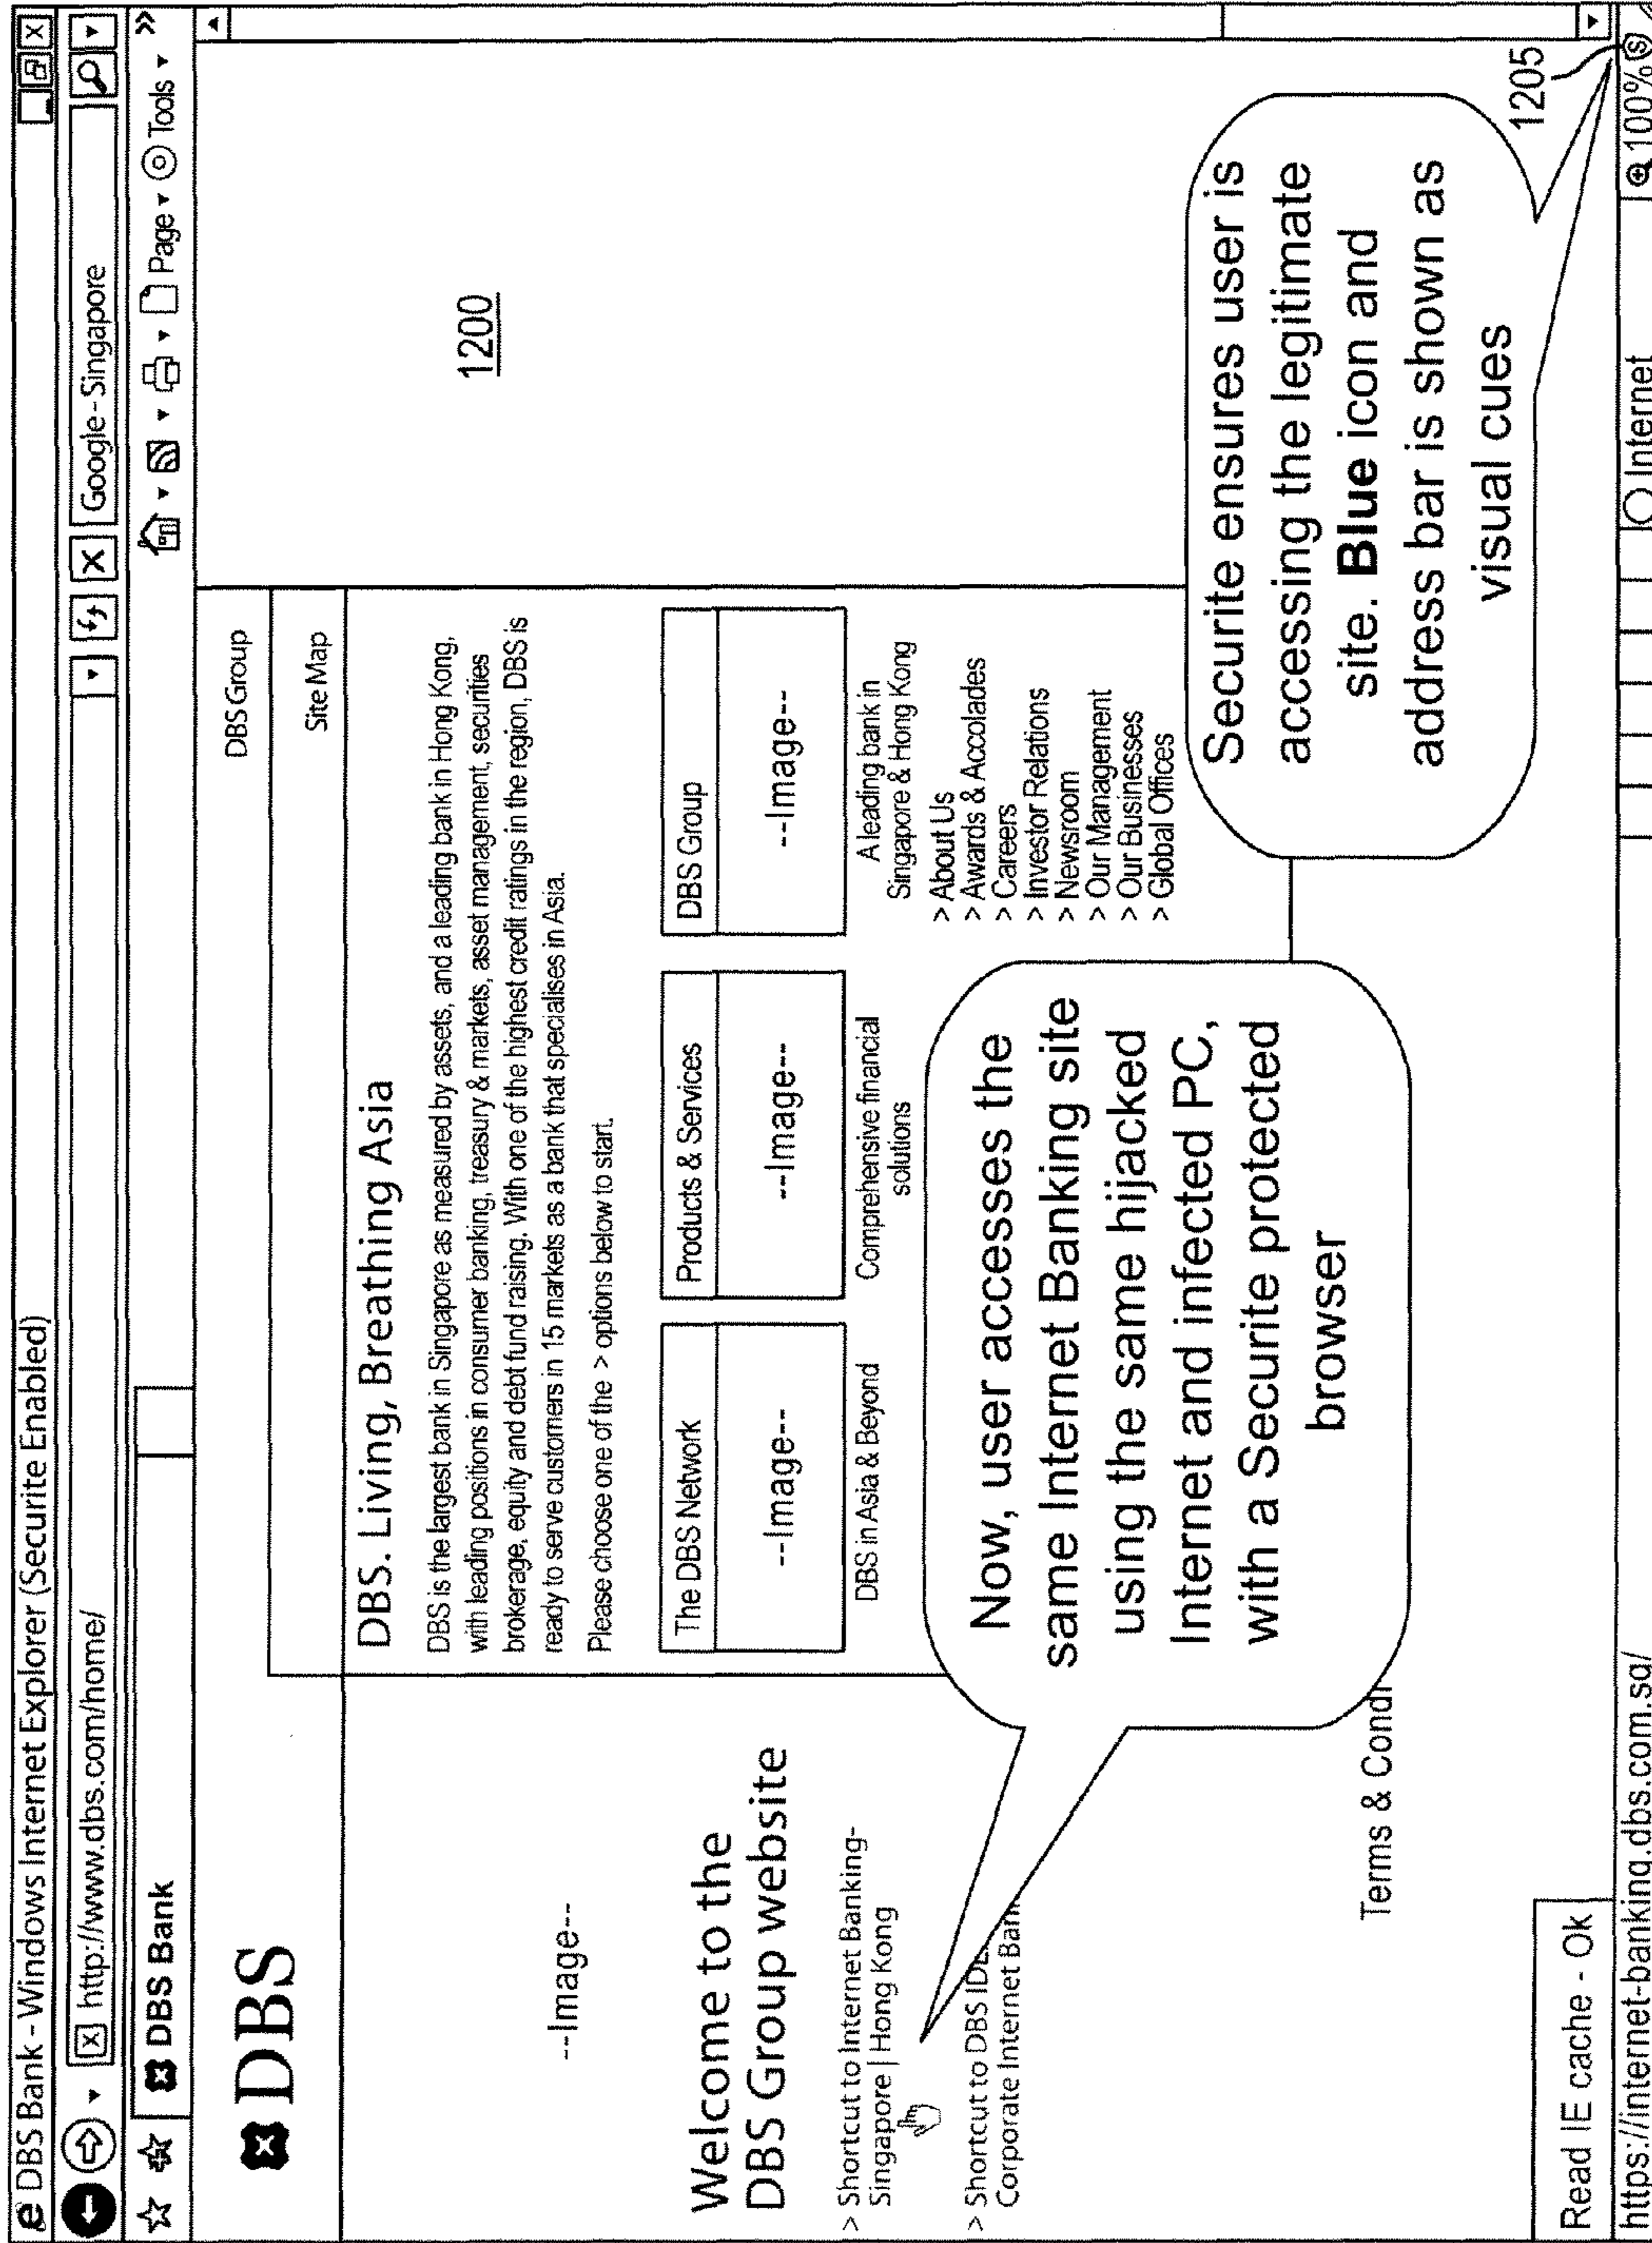 DBS Bank - Windows Internet Explorer (Securite Enabled)
http://www.dbs.com/home/
Google - Singapore
DBS Bank
Page
Tools
DBS
DBS Group
Site Map
--Image--
Welcome to the
DBS Group website
> Shortcut to Internet Banking-
Singapore | Hong Kong
> Shortcut to DBS IDE
Corporate Internet Bank
DBS. Living, Breathing Asia
DBS is the largest bank in Singapore as measured by assets, and a leading bank in Hong Kong,
with leading positions in consumer banking, treasury & markets, asset management, securities
brokerage, equity and debt fund raising. With one of the highest credit ratings in the region, DBS is
ready to serve customers in 15 markets as a bank that specialises in Asia.
Please choose one of the > options below to start.
The DBS Network
--Image--
DBS in Asia & Beyond
Products & Services
--Image--
Comprehensive financial
solutions
DBS Group
--Image--
A leading bank in
Singapore & Hong Kong
> About Us
> Awards & Accolades
> Careers
> Investor Relations
> Newsroom
> Our Management
> Our Businesses
> Global Offices
1200
Now, user accesses the
same Internet Banking site
using the same hijacked
Internet and infected PC,
with a Securite protected
browser
Securite ensures user is
accessing the legitimate
site. Blue icon and
address bar is shown as
visual cues
1205
Terms & Condi
Read IE cache - Ok
https://internet-banking.dbs.com.sg/
Internet
100%
S